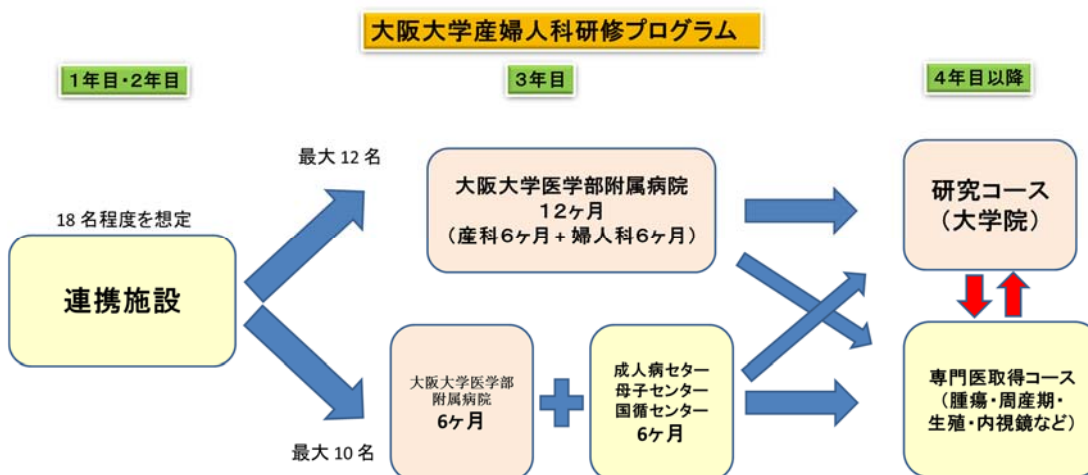 大阪大学産婦人科研修プログラム
1年目・2年目
3年目
4年目以降
最大 12 名
18 名程度を想定
連携施設
最大 10 名
大阪大学医学部附属病院
12ヶ月
（産科6ヶ月+婦人科6ヶ月）
大阪大学医学部
附属病院
6ヶ月
成人病セター
母子センター
国循センター
6ヶ月
研究コース
（大学院）
専門医取得コース
（腫瘍・周産期・
生殖・内視鏡など）